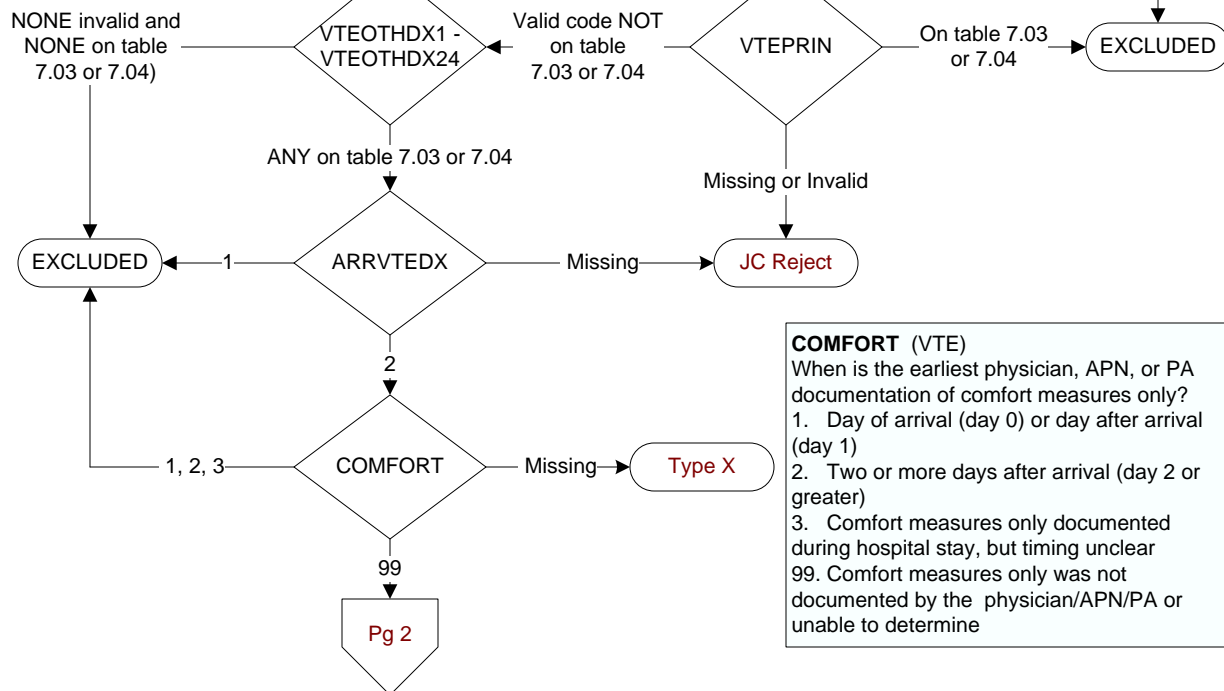 NONE invalid and
NONE on table
7.03 or 7.04)
VTEOTHDX1 -
VTEOTHDX24
Valid code NOT
on table
7.03 or 7.04
VTEPRIN
On table 7.03
or 7.04
EXCLUDED
ANY on table 7.03 or 7.04
Missing or Invalid
EXCLUDED
1
ARRVTEDX
Missing
JC Reject
2
1, 2, 3
COMFORT
Missing
Type X
99
Pg 2
COMFORT (VTE)
When is the earliest physician, APN, or PA
documentation of comfort measures only?
1. Day of arrival (day 0) or day after arrival
(day 1)
2. Two or more days after arrival (day 2 or
greater)
3. Comfort measures only documented
during hospital stay, but timing unclear
99. Comfort measures only was not
documented by the physician/APN/PA or
unable to determine